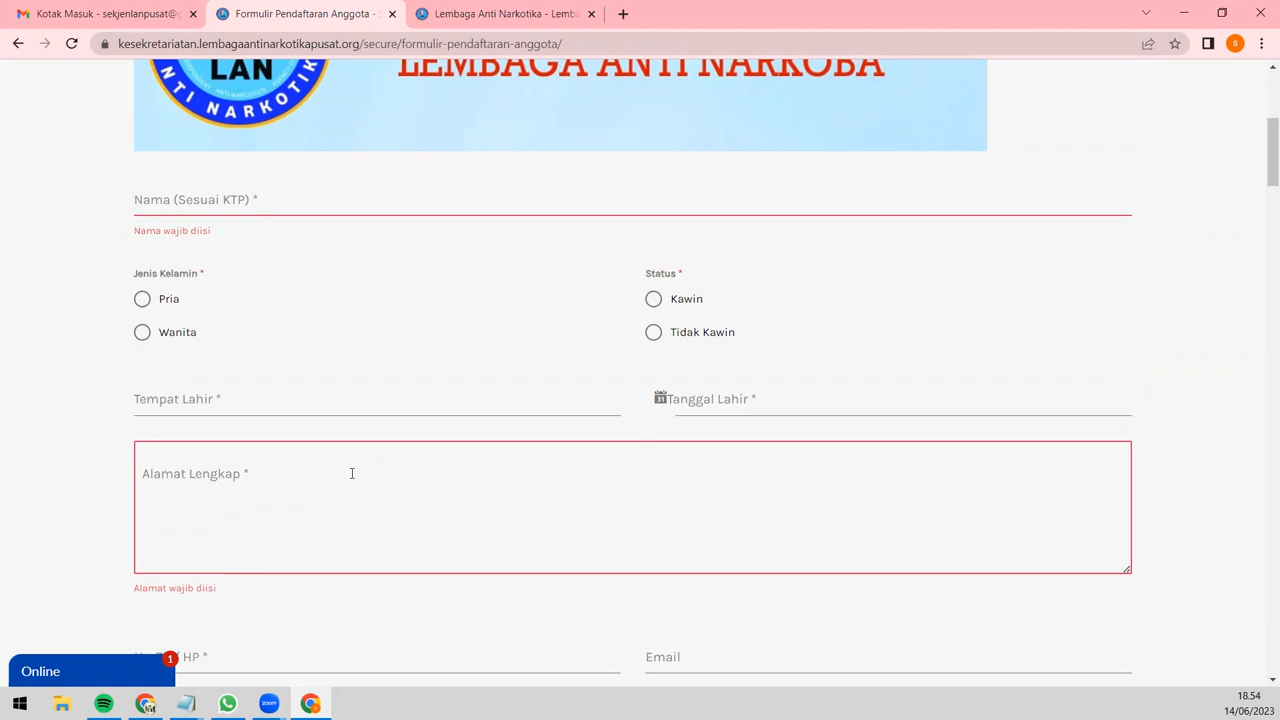 Kotak Masuk - sekjenlanpusat@g
Formulir Pendaftaran Anggota -
Lembaga Anti Narkotika - Lemba
kesekretariatan.lembagaantinarkotikapusat.org/secure/formulir-pendaftaran-anggota/
S
LAN
ANTI NARKOTIK
LEMBAGA ANTI NARKOBA
Nama (Sesuai KTP) *
Nama wajib diisi
Jenis Kelamin *
Status *
Pria
Kawin
Wanita
Tidak Kawin
Tempat Lahir *
31
Tanggal Lahir *
Alamat Lengkap *
Alamat wajib diisi
HP *
Email
Online
1
zoom
18.54
14/06/2023